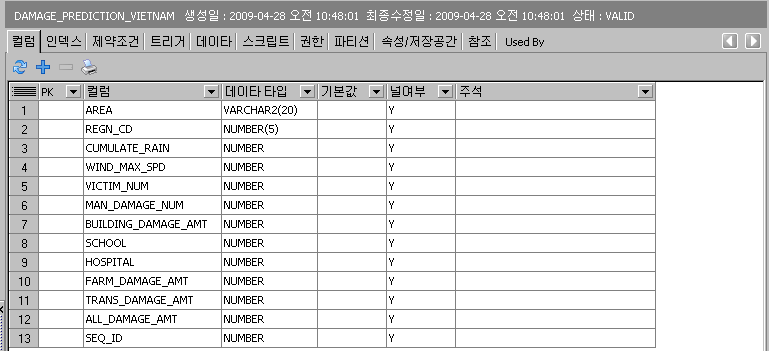 DAMAGE_PREDICTION_VIETNAM 생성일 : 2009-04-28 오전 10:48:01 최종수정일 : 2009-04-28 오전 10:48:01 상태 : VALID
컬럼 인덱스 제약조건 트리거 데이타 스크립트 권한 파티션 속성/저장공간 참조 Used By
PK 컬럼 데이타 타입 기본값 널여부 주석
1 AREA VARCHAR2(20) Y
2 REGN_CD NUMBER(5) Y
3 CUMULATE_RAIN NUMBER Y
4 WIND_MAX_SPD NUMBER Y
5 VICTIM_NUM NUMBER Y
6 MAN_DAMAGE_NUM NUMBER Y
7 BUILDING_DAMAGE_AMT NUMBER Y
8 SCHOOL NUMBER Y
9 HOSPITAL NUMBER Y
10 FARM_DAMAGE_AMT NUMBER Y
11 TRANS_DAMAGE_AMT NUMBER Y
12 ALL_DAMAGE_AMT NUMBER Y
13 SEQ_ID NUMBER Y